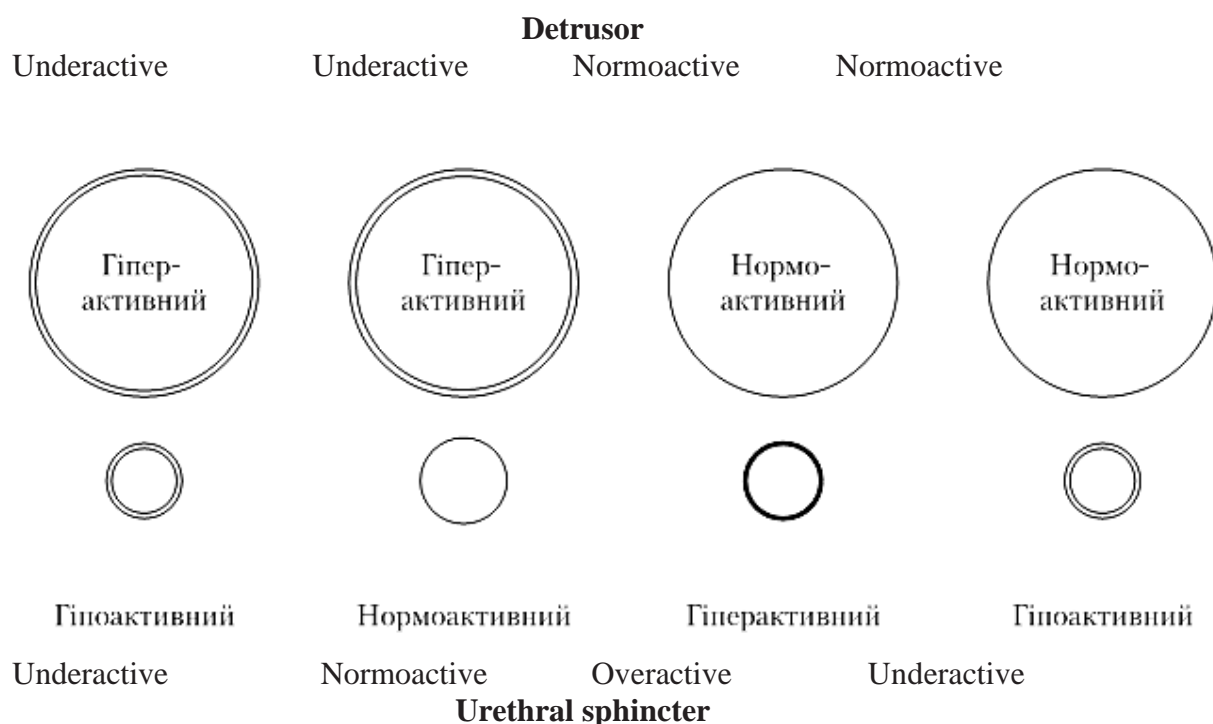 Detrusor
Underactive Underactive Normoactive Normoactive
Гіпер-
активний
Гіпер-
активний
Нормо-
активний
Нормо-
активний
Гіпоактивний Нормоактивний Гіперактивний Гіпоактивний
Underactive Normoactive Overactive Underactive
Urethral sphincter